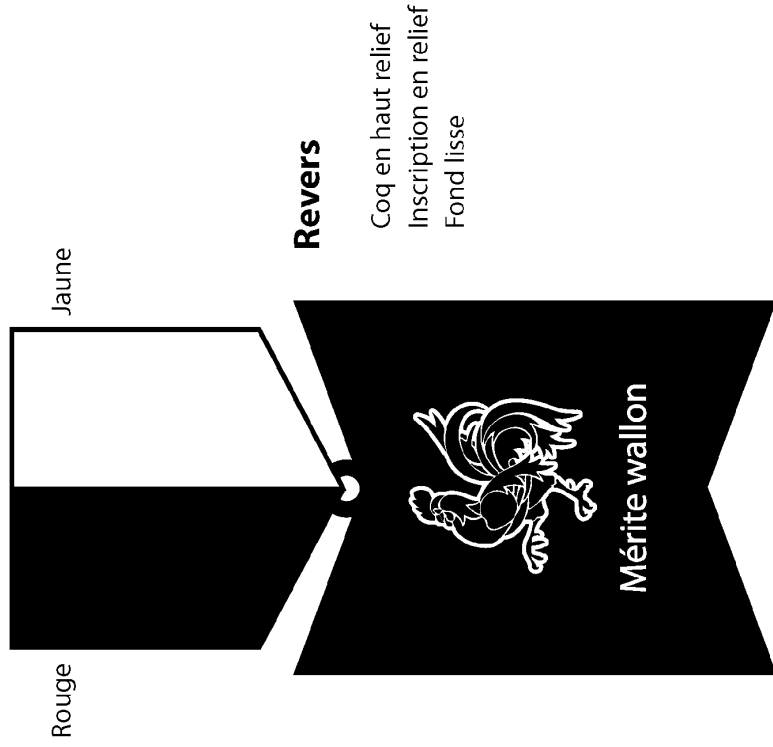 Rouge
Jaune
Revers
Coq en haut relief
Inscription en relief
Fond lisse
Mérite wallon